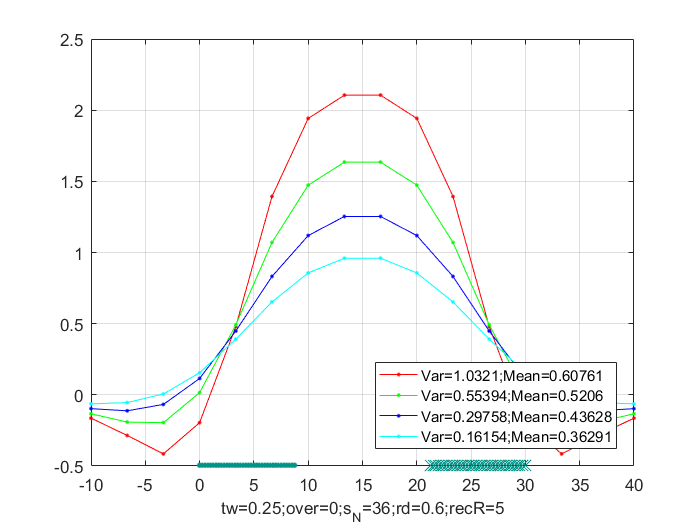 2.5
2
1.5
1
0.5
0
-0.5
Var=1.0321;Mean=0.60761
Var=0.55394;Mean=0.5206
Var=0.29758;Mean=0.43628
Var=0.16154;Mean=0.36291
-10 -5 0 5 10 15 20 25 30 35 40
tw=0.25;over=0;s_N=36;rd=0.6;recR=5